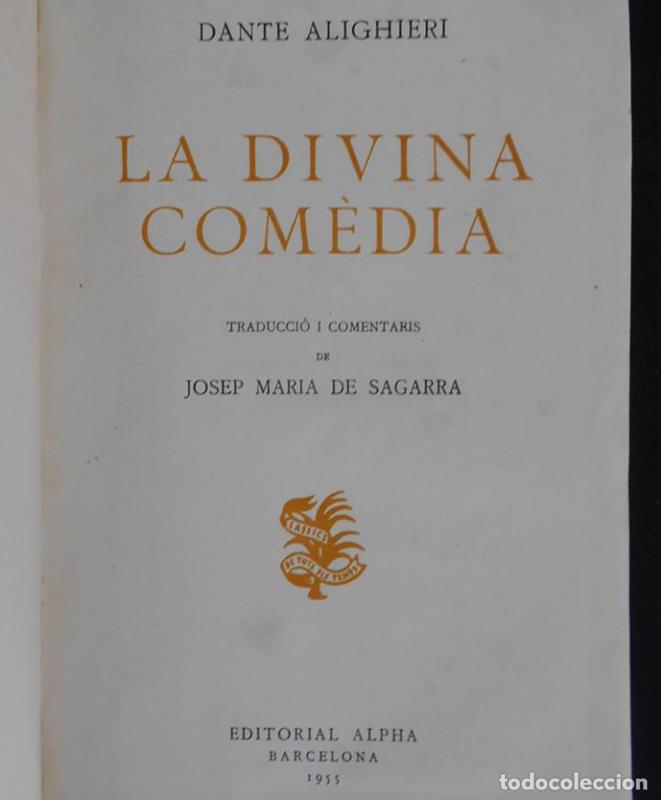 DANTE ALIGHIERI
LA DIVINA
COMÈDIA
TRADUCCIÓ I COMENTARIS
DE
JOSEP MARIA DE SAGARRA
CLÀSSICS
DE TOTS ELS TEMPS
EDITORIAL ALPHA
BARCELONA
1955
todocoleccion